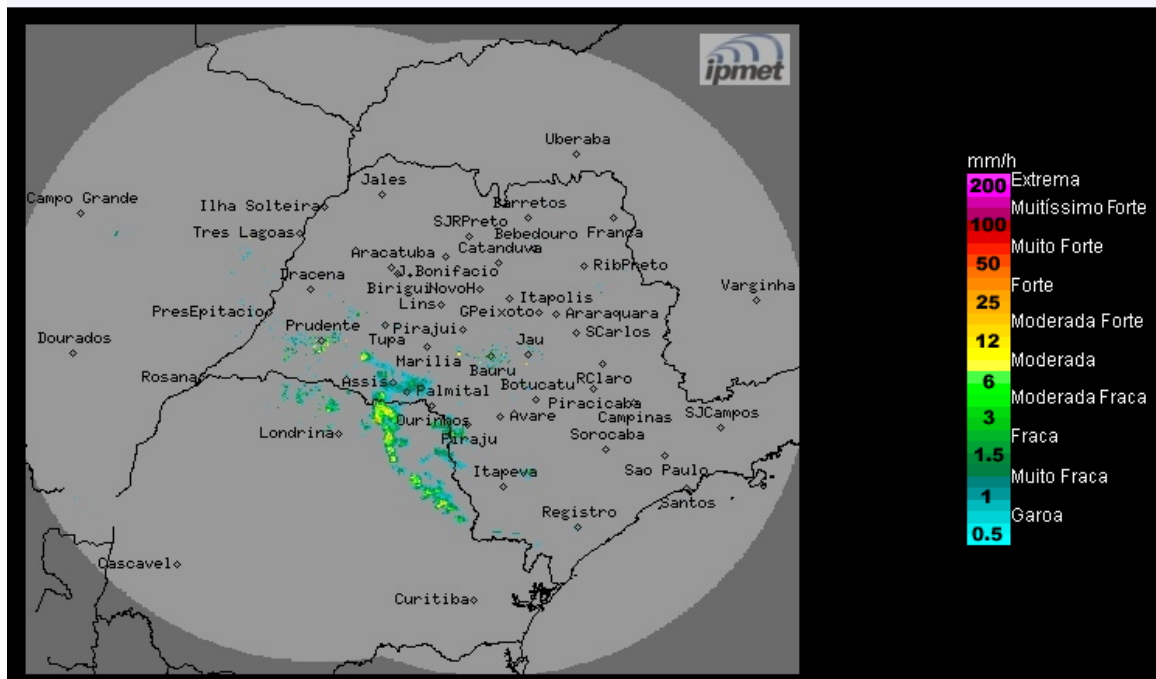 ipmet
Uberaba
Jales
Campo Grande
Ilha Solteira
Barretos
SJRPreto
Tres Lagoas
Bebedouro Franca
Catanduva
Aracatuba
J.Bonifacio
RibPreto
Dracena
Birigui NovoH
Varginha
Lins
Itapolis
PresEpitacio
GPeixoto
Araraquara
Prudente
Pirajui
SCarlos
Dourados
Tupa
Jau
Marilia
Bauru
Rosana
Assis
Botucatu
RClaro
Palmital
Piracicaba
Ourinhos
Avare
Campinas
SJCampos
Londrina
Piraju
Sorocaba
Itapeva
Sao Paulo
Santos
Registro
Cascavel
Curitiba
mm/h
200 Extrema
Muitíssimo Forte
100
Muito Forte
50
Forte
25
Moderada Forte
12
Moderada
6
Moderada Fraca
3
Fraca
1.5
Muito Fraca
1
Garoa
0.5